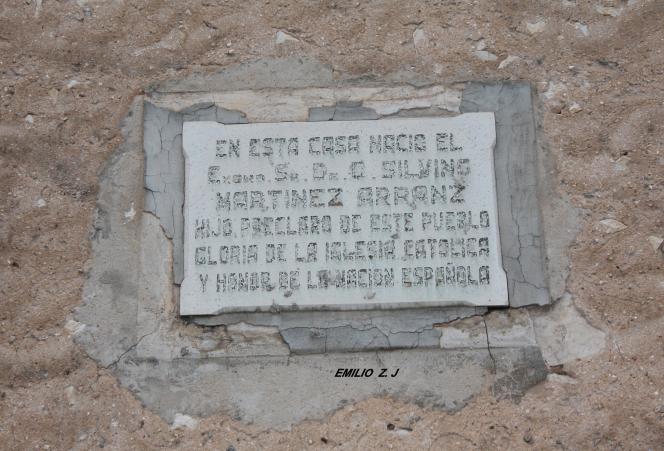 EN ESTA CASA NACIO EL
EXCMO. SR. DR. D. SILVINO
MARTINEZ ARRANZ
HIJO, PRECLARO DE ESTE PUEBLO
GLORIA DE LA IGLESIA CATOLICA
Y HONOR DE LA NACION ESPAÑOLA
EMILIO Z. J